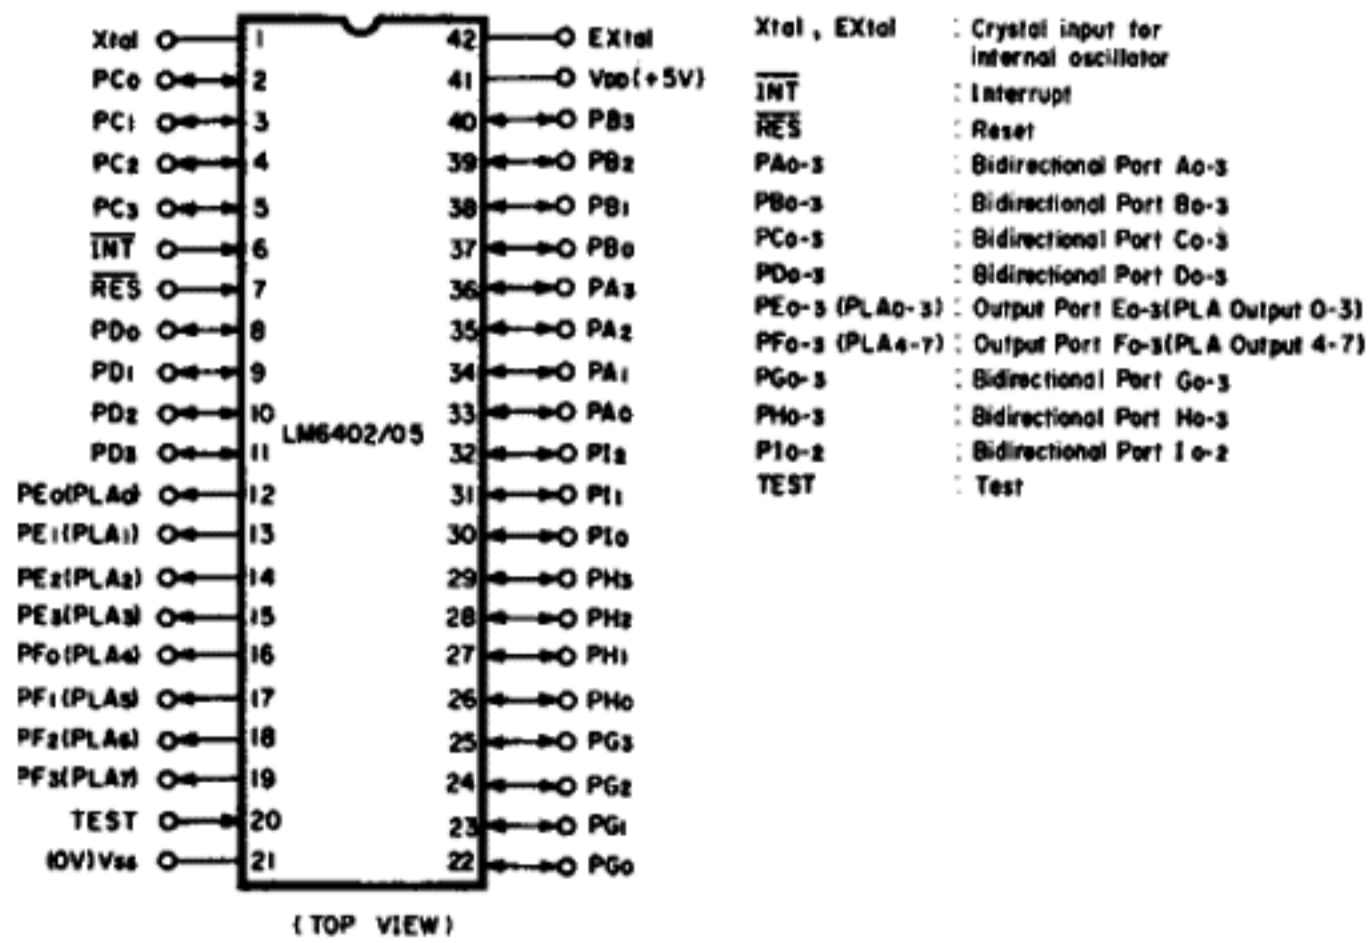 Xtal 1 42 EXtal
PC0 2 41 VDD(+5V)
PC1 3 40 PB3
PC2 4 39 PB2
PC3 5 38 PB1
INT 6 37 PB0
RES 7 36 PA3
PD0 8 35 PA2
PD1 9 34 PA1
PD2 10 33 PA0
LM6402/05
PD3 11 32 PI2
PE0(PLA0) 12 31 PI1
PE1(PLA1) 13 30 PI0
PE2(PLA2) 14 29 PH3
PE3(PLA3) 15 28 PH2
PF0(PLA4) 16 27 PH1
PF1(PLA5) 17 26 PH0
PF2(PLA6) 18 25 PG3
PF3(PLA7) 19 24 PG2
TEST 20 23 PG1
(0V)VSS 21 22 PG0
(TOP VIEW)
Xtal, EXtal : Crystal input for
internal oscillator
INT : Interrupt
RES : Reset
PA0-3 : Bidirectional Port A0-3
PB0-3 : Bidirectional Port B0-3
PC0-3 : Bidirectional Port C0-3
PD0-3 : Bidirectional Port D0-3
PE0-3 (PLA0-3) : Output Port E0-3(PLA Output 0-3)
PF0-3 (PLA4-7) : Output Port F0-3(PLA Output 4-7)
PG0-3 : Bidirectional Port G0-3
PH0-3 : Bidirectional Port H0-3
PI0-2 : Bidirectional Port I0-2
TEST : Test